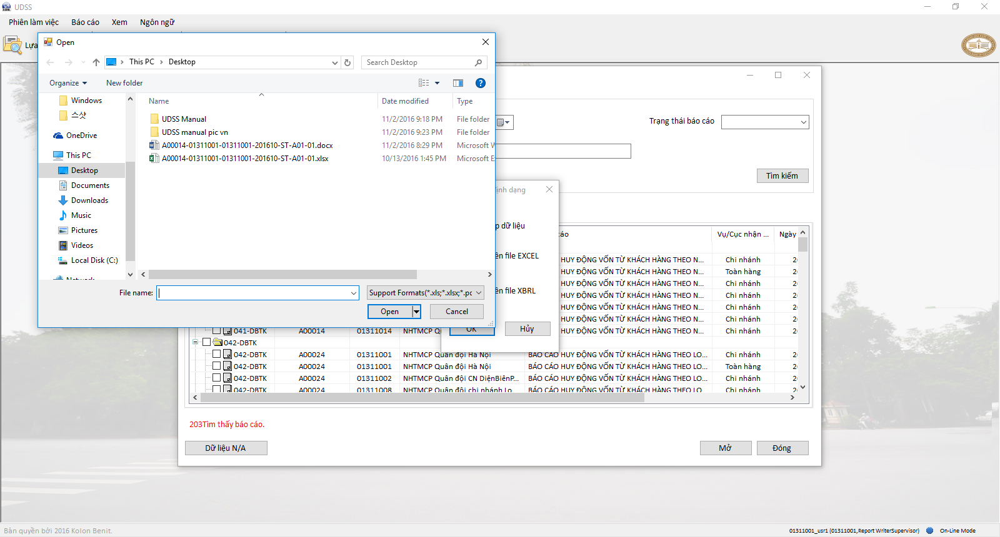 UDSS
Phiên làm việc Báo cáo Xem Ngôn ngữ
Lựa
Open
This PC > Desktop
Search Desktop
Organize
New folder
Name Date modified Type
Windows
스샷
OneDrive
This PC
Desktop
Documents
Downloads
Music
Pictures
Videos
Local Disk (C:)
Network
UDSS Manual 11/2/2016 9:18 PM File folder
UDSS manual pic vn 11/2/2016 9:23 PM File folder
A00014-01311001-01311001-201610-ST-A01-01.docx 11/2/2016 8:29 PM Microsoft W
A00014-01311001-01311001-201610-ST-A01-01.xlsx 10/13/2016 1:45 PM Microsoft E
File name:
Support Formats(*.xls;*.xlsx;*.pc
Open
Cancel
Trạng thái báo cáo
Tìm kiếm
ịnh dạng
p dữ liệu
ên file EXCEL
ên file XBRL
OK
Hủy
cáo Vụ/Cục nhận ... Ngày
HUY ĐỘNG VỐN TỪ KHÁCH HÀNG THEO N... Chi nhánh 2
HUY ĐỘNG VỐN TỪ KHÁCH HÀNG THEO N... Toàn hàng 2
HUY ĐỘNG VỐN TỪ KHÁCH HÀNG THEO N... Chi nhánh 2
HUY ĐỘNG VỐN TỪ KHÁCH HÀNG THEO N... Chi nhánh 2
HUY ĐỘNG VỐN TỪ KHÁCH HÀNG THEO N... Chi nhánh 2
HUY ĐỘNG VỐN TỪ KHÁCH HÀNG THEO N... Chi nhánh 2
041-DBTK A00014 01311014 NHTMCP Qu HUY ĐỘNG VỐN TỪ KHÁCH HÀNG THEO N... Chi nhánh 2
042-DBTK
042-DBTK A00024 01311001 NHTMCP Quân đội Hà Nội BÁO CÁO HUY ĐỘNG VỐN TỪ KHÁCH HÀNG THEO LO... Chi nhánh 2
042-DBTK A00024 01311001 NHTMCP Quân đội Hà Nội BÁO CÁO HUY ĐỘNG VỐN TỪ KHÁCH HÀNG THEO LO... Toàn hàng 2
042-DBTK A00024 01311002 NHTMCP Quân đội CN DiệnBiênP... BÁO CÁO HUY ĐỘNG VỐN TỪ KHÁCH HÀNG THEO LO... Chi nhánh 2
042-DBTK A00024 01311008 NHTMCP Quân đội chi nhánh Lo BÁO CÁO HUY ĐỘNG VỐN TỪ KHÁCH HÀNG THEO LO Chi nhánh 2
203Tìm thấy báo cáo.
Dữ liệu N/A
Mở
Đóng
Bản quyền bởi 2016 Kolon Benit.
01311001_usr1 (01311001,Report WriterSupervisor) On-Line Mode